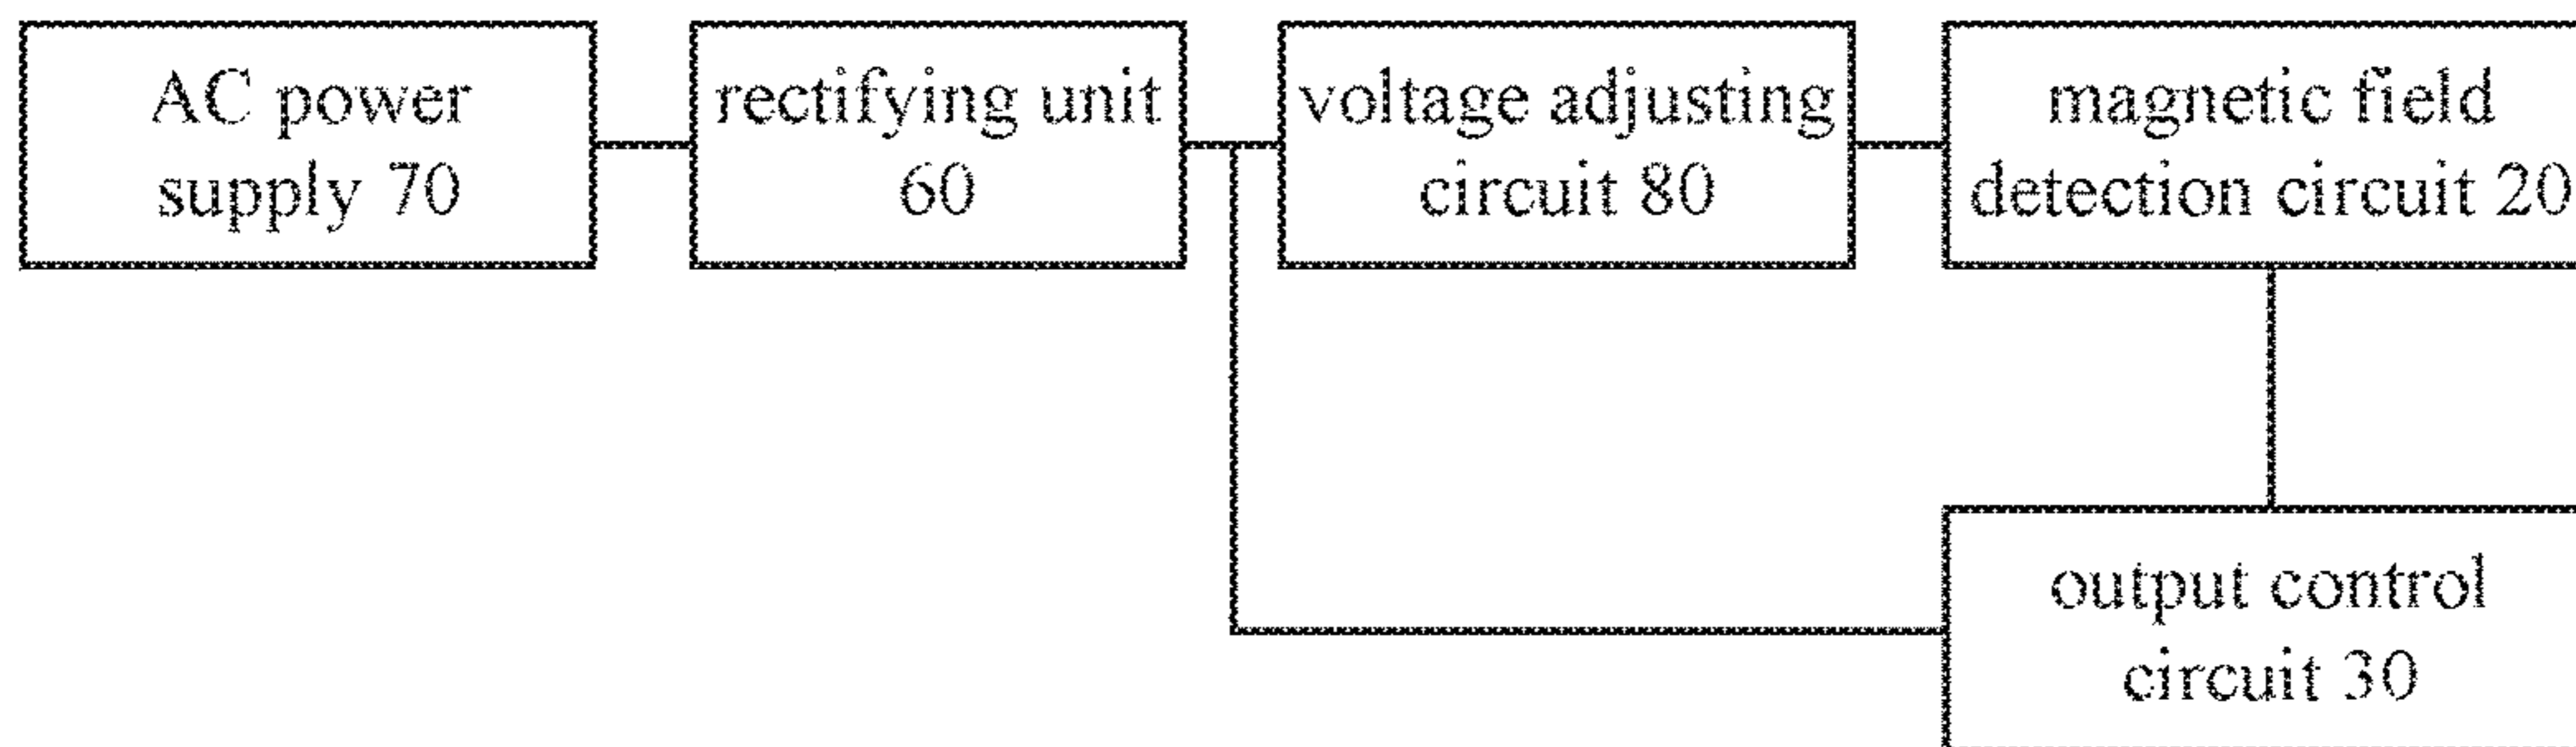 AC power
supply 70
rectifying unit
60
voltage adjusting
circuit 80
magnetic field
detection circuit 20
output control
circuit 30